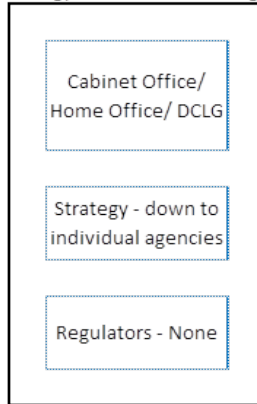 Cabinet Office/
Home Office/ DCLG
Strategy - down to
individual agencies
Regulators - None